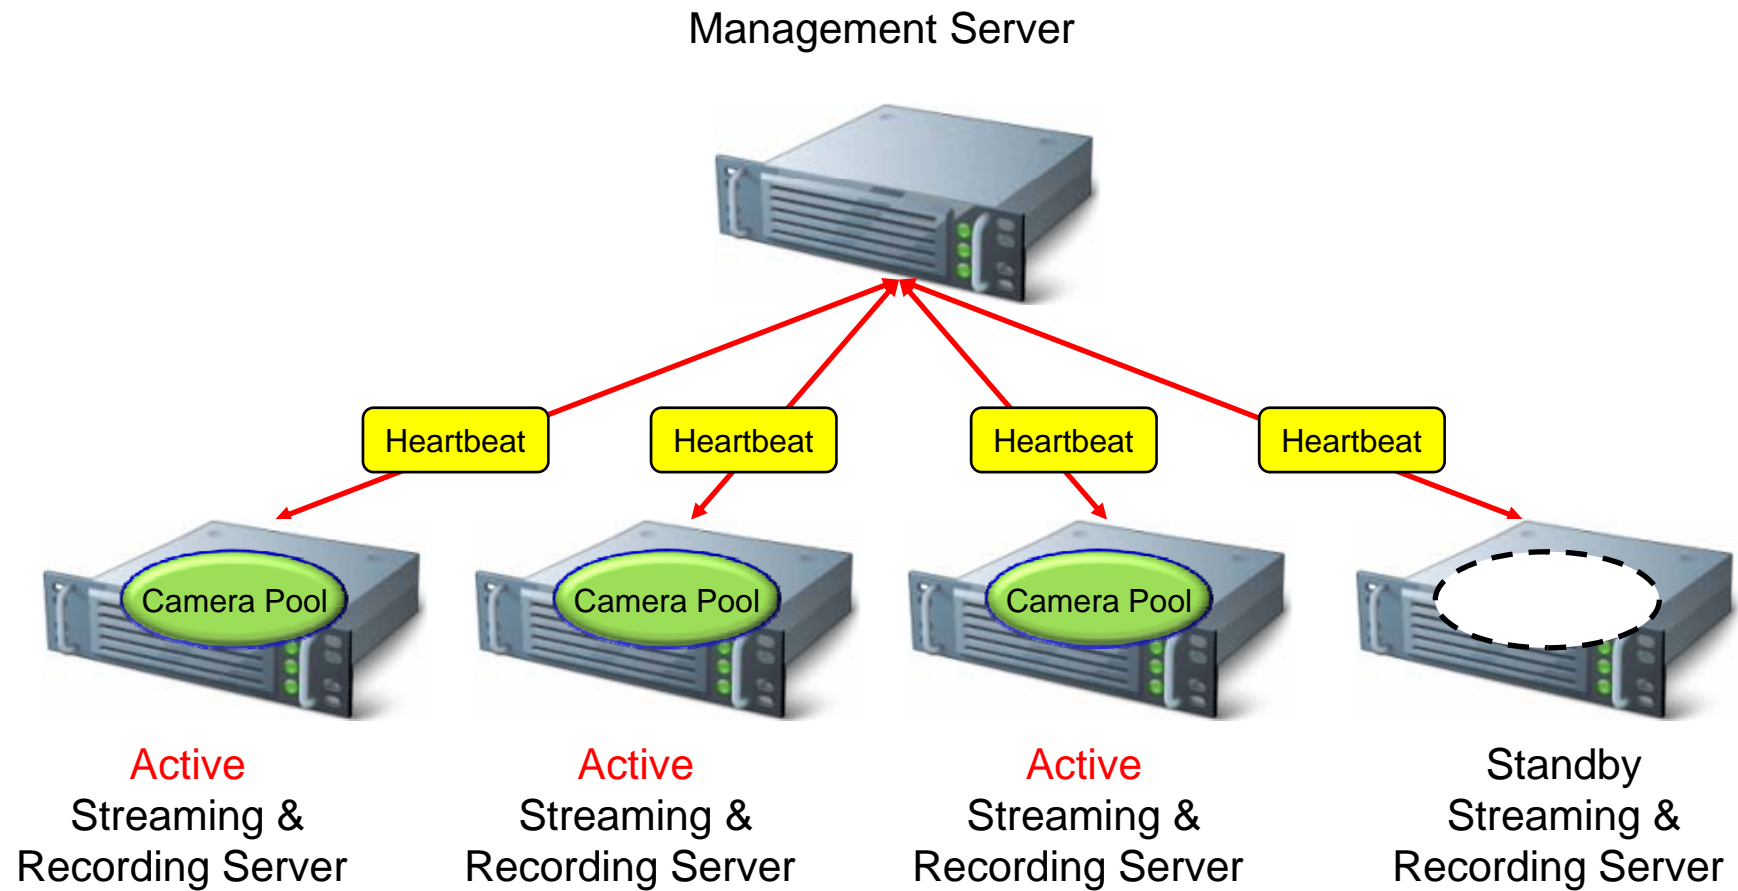 Management Server
Heartbeat
Heartbeat
Heartbeat
Heartbeat
Camera Pool
Camera Pool
Camera Pool
Active
Streaming &
Recording Server
Active
Streaming &
Recording Server
Active
Streaming &
Recording Server
Standby
Streaming &
Recording Server